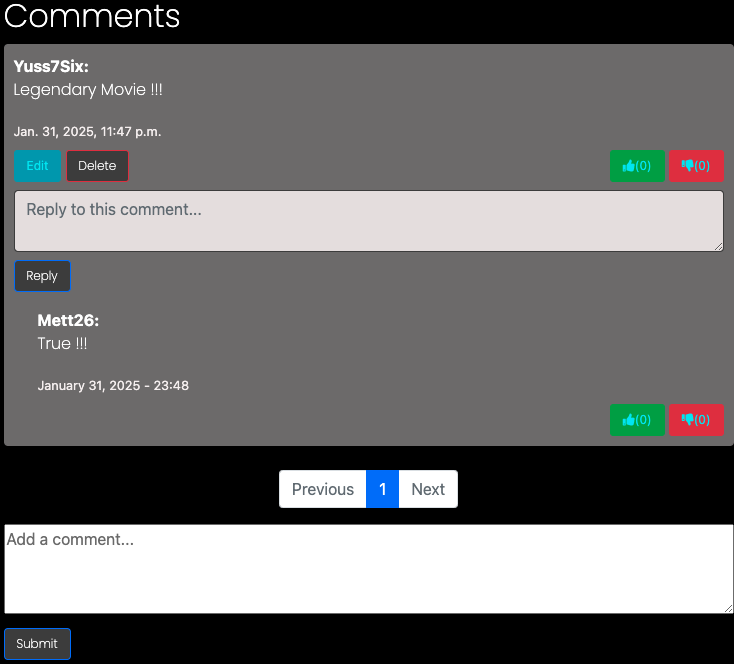 Comments
Yuss7Six:
Legendary Movie !!!
Jan. 31, 2025, 11:47 p.m.
Edit Delete (0) (0)
Reply to this comment...
Reply
Mett26:
True !!!
January 31, 2025 - 23:48
(0) (0)
Previous 1 Next
Add a comment...
Submit